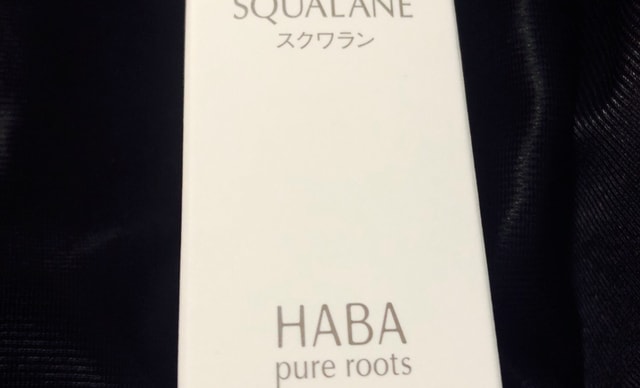 SQUALANE
スクワラン
HABA
pure roots